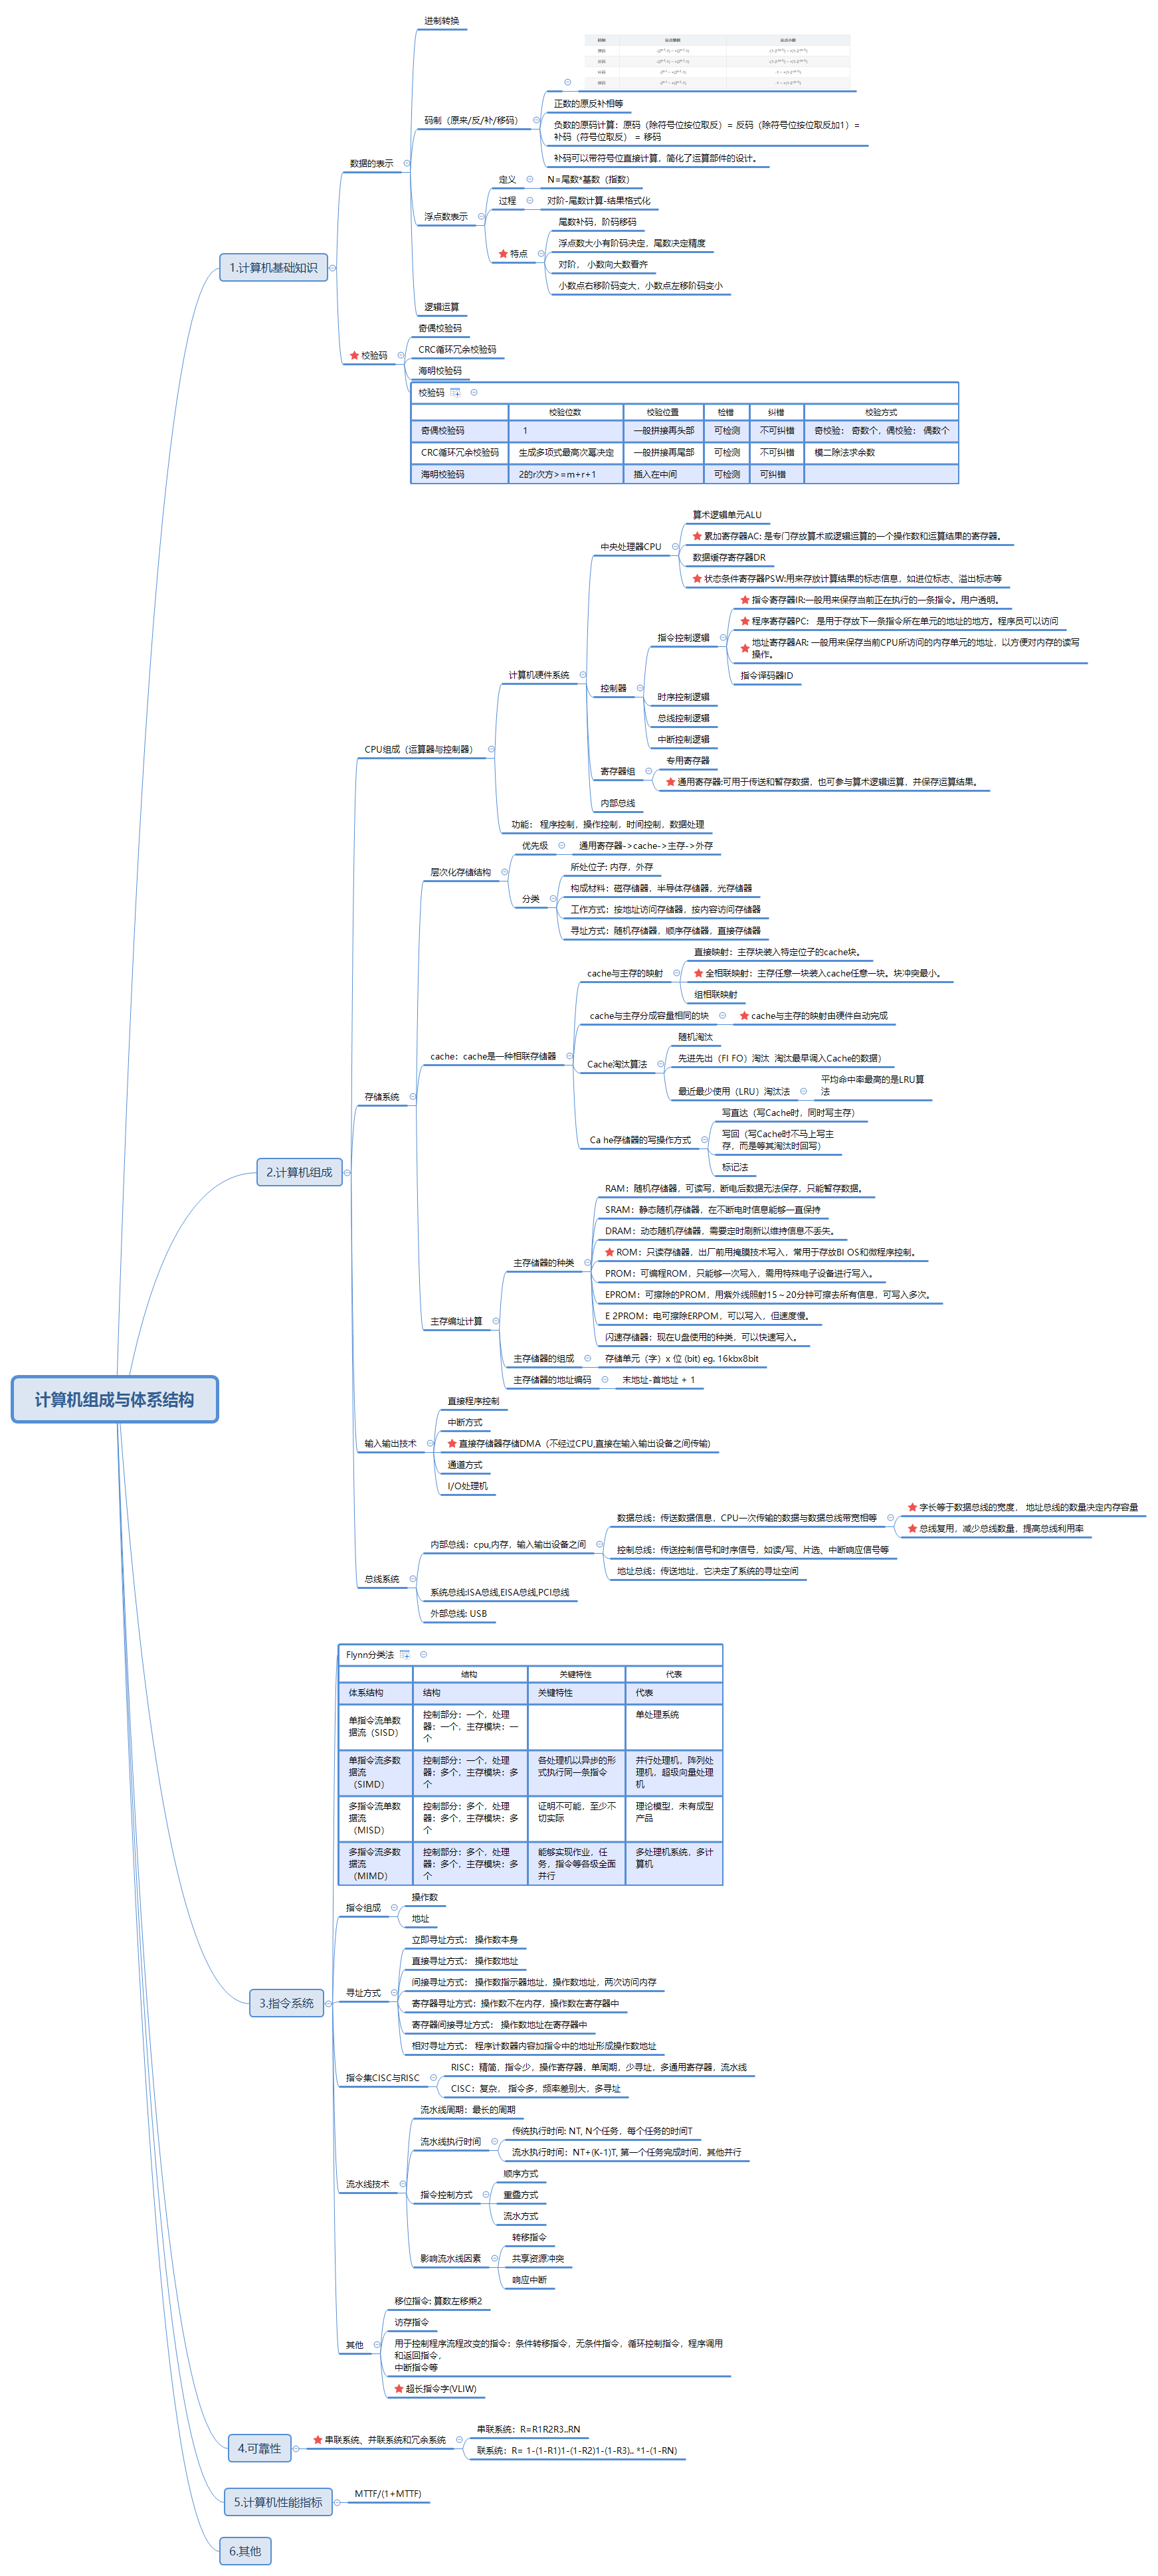 进制转换
码制
定点整数
定点小数
原码
反码
补码
移码
码制（原来/反/补/移码）
正数的原反补相等
负数的原码计算：原码（除符号位按位取反）= 反码（除符号位按位取反加1）=
补码（符号位取反） = 移码
补码可以带符号位直接计算，简化了运算部件的设计。
数据的表示
定义
N=尾数*基数（指数）
过程
对阶-尾数计算-结果格式化
浮点数表示
尾数补码，阶码移码
浮点数大小有阶码决定，尾数决定精度
特点
对阶， 小数向大数看齐
小数点右移阶码变大，小数点左移阶码变小
1.计算机基础知识
逻辑运算
奇偶校验码
校验码
CRC循环冗余校验码
海明校验码
校验码
校验位数
校验位置
检错
纠错
校验方式
奇偶校验码
1
一般拼接再头部
可检测
不可纠错
奇校验： 奇数个，偶校验： 偶数个
CRC循环冗余校验码
生成多项式最高次幂决定
一般拼接再尾部
可检测
不可纠错
模二除法求余数
海明校验码
2的r次方>=m+r+1
插入在中间
可检测
可纠错
算术逻辑单元ALU
累加寄存器AC: 是专门存放算术或逻辑运算的一个操作数和运算结果的寄存器。
中央处理器CPU
数据缓存寄存器DR
状态条件寄存器PSW:用来存放计算结果的标志信息，如进位标志、溢出标志等
指令寄存器IR:一般用来保存当前正在执行的一条指令。用户透明。
程序寄存器PC： 是用于存放下一条指令所在单元的地址的地方。程序员可以访问
指令控制逻辑
地址寄存器AR: 一般用来保存当前CPU所访问的内存单元的地址，以方便对内存的读写
操作。
指令译码器ID
计算机硬件系统
控制器
时序控制逻辑
总线控制逻辑
中断控制逻辑
CPU组成（运算器与控制器）
专用寄存器
寄存器组
通用寄存器:可用于传送和暂存数据，也可参与算术逻辑运算，并保存运算结果。
内部总线
功能： 程序控制，操作控制，时间控制，数据处理
优先级
通用寄存器->cache->主存->外存
层次化存储结构
所处位子: 内存，外存
构成材料：磁存储器，半导体存储器，光存储器
分类
工作方式：按地址访问存储器，按内容访问存储器
寻址方式：随机存储器，顺序存储器，直接存储器
直接映射：主存块装入特定位子的cache块。
cache与主存的映射
全相联映射：主存任意一块装入cache任意一块。块冲突最小。
组相联映射
cache与主存分成容量相同的块
cache与主存的映射由硬件自动完成
随机淘汰
cache：cache是一种相联存储器
Cache淘汰算法
先进先出（FI FO）淘汰 淘汰最早调入Cache的数据）
最近最少使用（LRU）淘汰法
平均命中率最高的是LRU算
法
存储系统
写直达（写Cache时，同时写主存）
Ca he存储器的写操作方式
写回（写Cache时不马上写主
存，而是等其淘汰时回写）
标记法
2.计算机组成
RAM：随机存储器，可读写，断电后数据无法保存，只能暂存数据。
SRAM：静态随机存储器，在不断电时信息能够一直保持
DRAM：动态随机存储器，需要定时刷新以维持信息不丢失。
主存储器的种类
ROM：只读存储器，出厂前用掩膜技术写入，常用于存放BI OS和微程序控制。
PROM：可编程ROM，只能够一次写入，需用特殊电子设备进行写入。
EPROM：可擦除的PROM，用紫外线照射15～20分钟可擦去所有信息，可写入多次。
E 2PROM：电可擦除ERPOM，可以写入，但速度慢。
主存编址计算
闪速存储器：现在U盘使用的种类，可以快速写入。
主存储器的组成
存储单元（字）x 位 (bit) eg. 16kbx8bit
主存储器的地址编码
末地址-首地址 + 1
计算机组成与体系结构
直接程序控制
中断方式
输入输出技术
直接存储器存储DMA（不经过CPU,直接在输入输出设备之间传输)
通道方式
I/O处理机
字长等于数据总线的宽度， 地址总线的数量决定内存容量
数据总线：传送数据信息，CPU一次传输的数据与数据总线带宽相等
总线复用，减少总线数量，提高总线利用率
内部总线：cpu,内存，输入输出设备之间
控制总线：传送控制信号和时序信号，如读/写、片选、中断响应信号等
地址总线：传送地址，它决定了系统的寻址空间
总线系统
系统总线:ISA总线,EISA总线,PCI总线
外部总线: USB
Flynn分类法
结构
关键特性
代表
体系结构
结构
关键特性
代表
单指令流单数
据流（SISD）
控制部分：一个，处理
器：一个，主存模块：一
个
单处理系统
单指令流多数
据流
（SIMD）
控制部分：一个，处理
器：多个，主存模块：多
个
各处理机以异步的形
式执行同一条指令
并行处理机，阵列处
理机，超级向量处理
机
多指令流单数
据流
（MISD）
控制部分：多个，处理
器：多个，主存模块：多
个
证明不可能，至少不
切实际
理论模型，未有成型
产品
多指令流多数
据流
（MIMD）
控制部分：多个，处理
器：多个，主存模块：多
个
能够实现作业，任
务，指令等各级全面
并行
多处理机系统，多计
算机
指令组成
操作数
地址
立即寻址方式： 操作数本身
直接寻址方式： 操作数地址
间接寻址方式： 操作数指示器地址，操作数地址，两次访问内存
寻址方式
寄存器寻址方式：操作数不在内存，操作数在寄存器中
3.指令系统
寄存器间接寻址方式： 操作数地址在寄存器中
相对寻址方式： 程序计数器内容加指令中的地址形成操作数地址
指令集CISC与RISC
RISC：精简，指令少，操作寄存器，单周期，少寻址，多通用寄存器，流水线
CISC：复杂， 指令多，频率差别大，多寻址
流水线周期：最长的周期
流水线执行时间
传统执行时间: NT, N个任务，每个任务的时间T
流水执行时间：NT+(K-1)T, 第一个任务完成时间，其他并行
流水线技术
顺序方式
指令控制方式
重叠方式
流水方式
转移指令
影响流水线因素
共享资源冲突
响应中断
移位指令: 算数左移乘2
访存指令
其他
用于控制程序流程改变的指令：条件转移指令，无条件指令，循环控制指令，程序调用
和返回指令，
中断指令等
超长指令字(VLIW)
4.可靠性
串联系统、并联系统和冗余系统
串联系统：R=R1R2R3..RN
联系统：R= 1-(1-R1)1-(1-R2)1-(1-R3).. *1-(1-RN)
5.计算机性能指标
MTTF/(1+MTTF)
6.其他